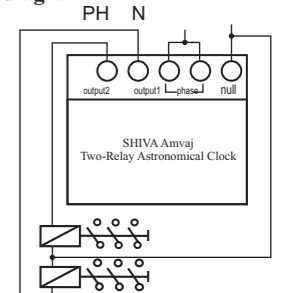 PH N
output2 output1 phase null
SHIVA Amvaj
Two-Relay Astronomical Clock